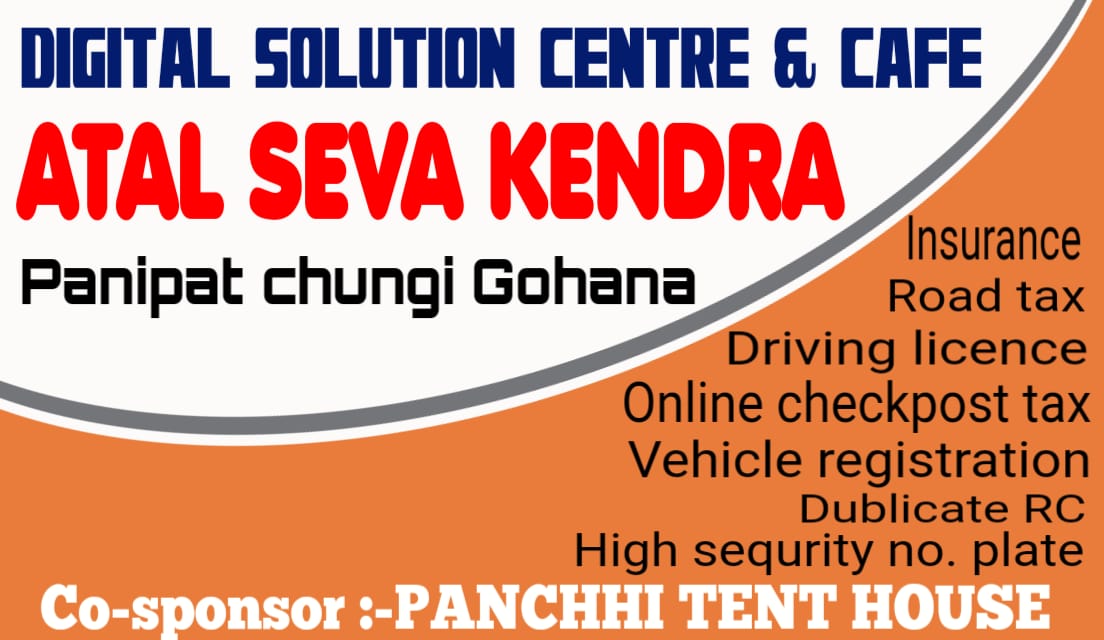 DIGITAL SOLUTION CENTRE & CAFE
ATAL SEVA KENDRA
Panipat chungi Gohana
Insurance
Road tax
Driving licence
Online checkpost tax
Vehicle registration
Dublicate RC
High sequrity no. plate
Co-sponsor :-PANCHHI TENT HOUSE